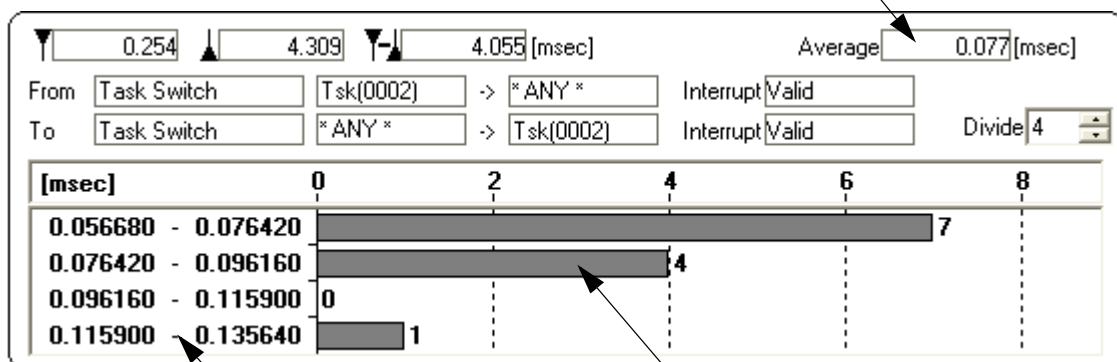 0.254 4.309 4.055 [msec] Average 0.077 [msec]
From Task Switch Tsk(0002) -> * ANY * Interrupt Valid
To Task Switch * ANY * -> Tsk(0002) Interrupt Valid Divide 4
[msec] 0 2 4 6 8
0.056680 - 0.076420 7
0.076420 - 0.096160 4
0.096160 - 0.115900 0
0.115900 - 0.135640 1